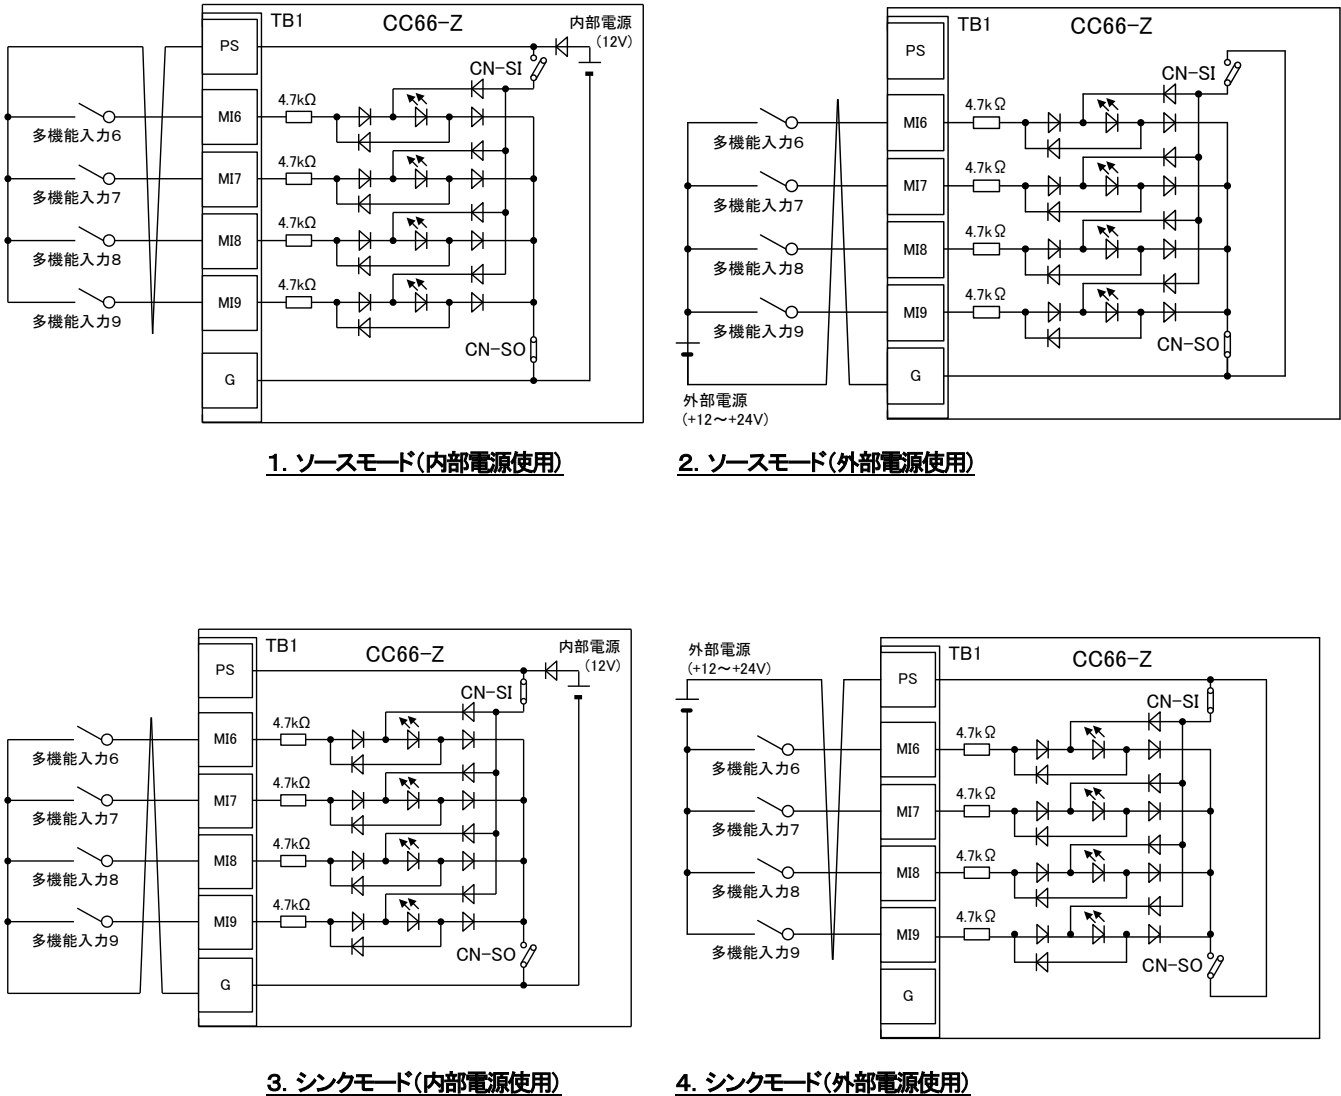 TB1
CC66-Z
内部電源
(12V)
PS
CN-SI
4.7kΩ
MI6
多機能入力6
4.7kΩ
MI7
多機能入力7
4.7kΩ
MI8
多機能入力8
4.7kΩ
MI9
多機能入力9
CN-SO
G
1. ソースモード(内部電源使用)
TB1
CC66-Z
PS
CN-SI
4.7kΩ
MI6
多機能入力6
4.7kΩ
MI7
多機能入力7
4.7kΩ
MI8
多機能入力8
4.7kΩ
MI9
多機能入力9
CN-SO
G
外部電源
(+12～+24V)
2. ソースモード(外部電源使用)
TB1
CC66-Z
内部電源
(12V)
PS
CN-SI
4.7kΩ
MI6
多機能入力6
4.7kΩ
MI7
多機能入力7
4.7kΩ
MI8
多機能入力8
4.7kΩ
MI9
多機能入力9
CN-SO
G
3. シンクモード(内部電源使用)
外部電源
(+12～+24V)
TB1
CC66-Z
PS
CN-SI
4.7kΩ
MI6
多機能入力6
4.7kΩ
MI7
多機能入力7
4.7kΩ
MI8
多機能入力8
4.7kΩ
MI9
多機能入力9
CN-SO
G
4. シンクモード(外部電源使用)